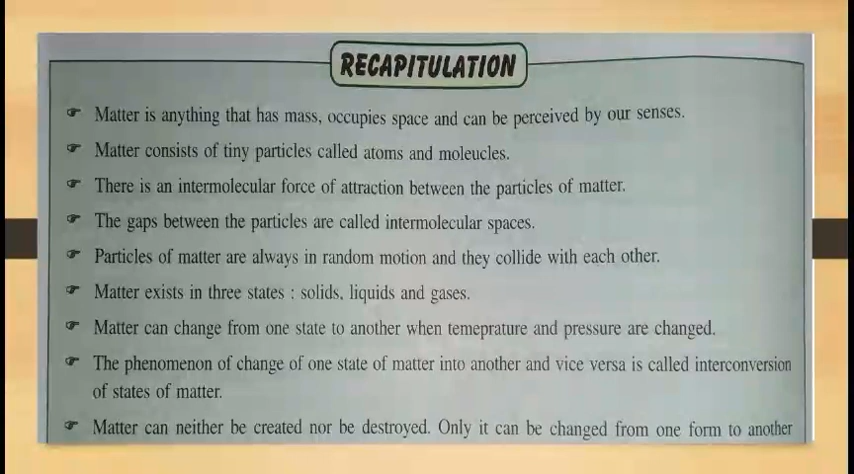 RECAPITULATION
☞ Matter is anything that has mass, occupies space and can be perceived by our senses.
☞ Matter consists of tiny particles called atoms and moleucles.
☞ There is an intermolecular force of attraction between the particles of matter.
☞ The gaps between the particles are called intermolecular spaces.
☞ Particles of matter are always in random motion and they collide with each other.
☞ Matter exists in three states : solids, liquids and gases.
☞ Matter can change from one state to another when temeprature and pressure are changed.
☞ The phenomenon of change of one state of matter into another and vice versa is called interconversion
of states of matter.
☞ Matter can neither be created nor be destroyed. Only it can be changed from one form to another